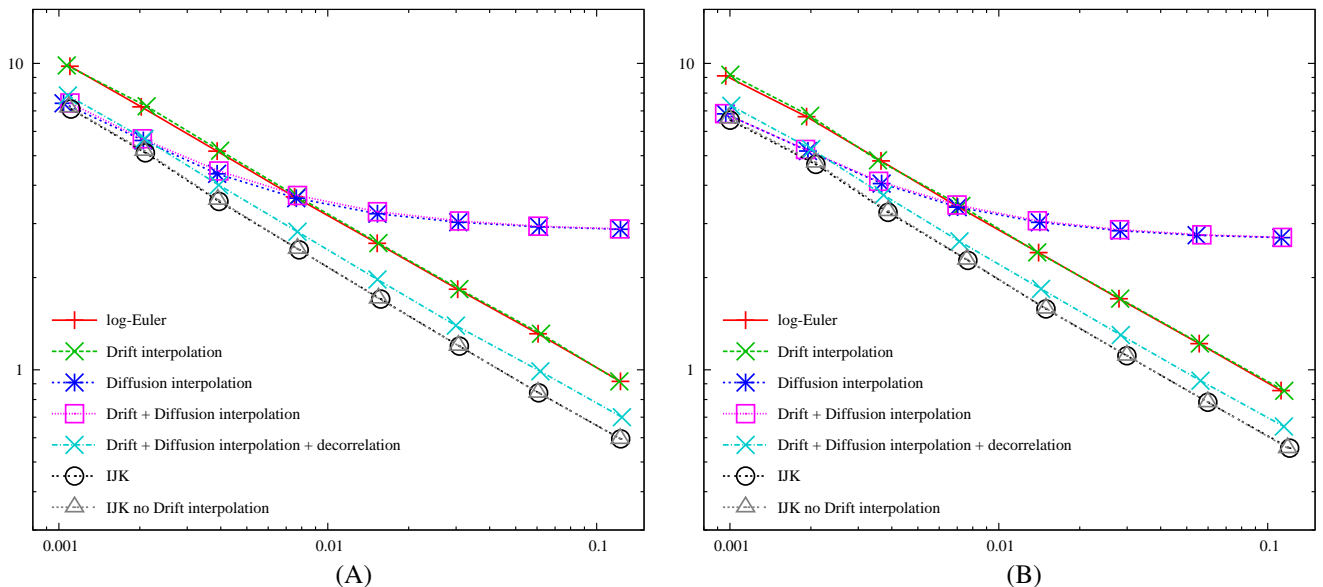 10
1
log-Euler
Drift interpolation
Diffusion interpolation
Drift + Diffusion interpolation
Drift + Diffusion interpolation + decorrelation
IJK
IJK no Drift interpolation
0.001 0.01 0.1
(A)
10
1
log-Euler
Drift interpolation
Diffusion interpolation
Drift + Diffusion interpolation
Drift + Diffusion interpolation + decorrelation
IJK
IJK no Drift interpolation
0.001 0.01 0.1
(B)